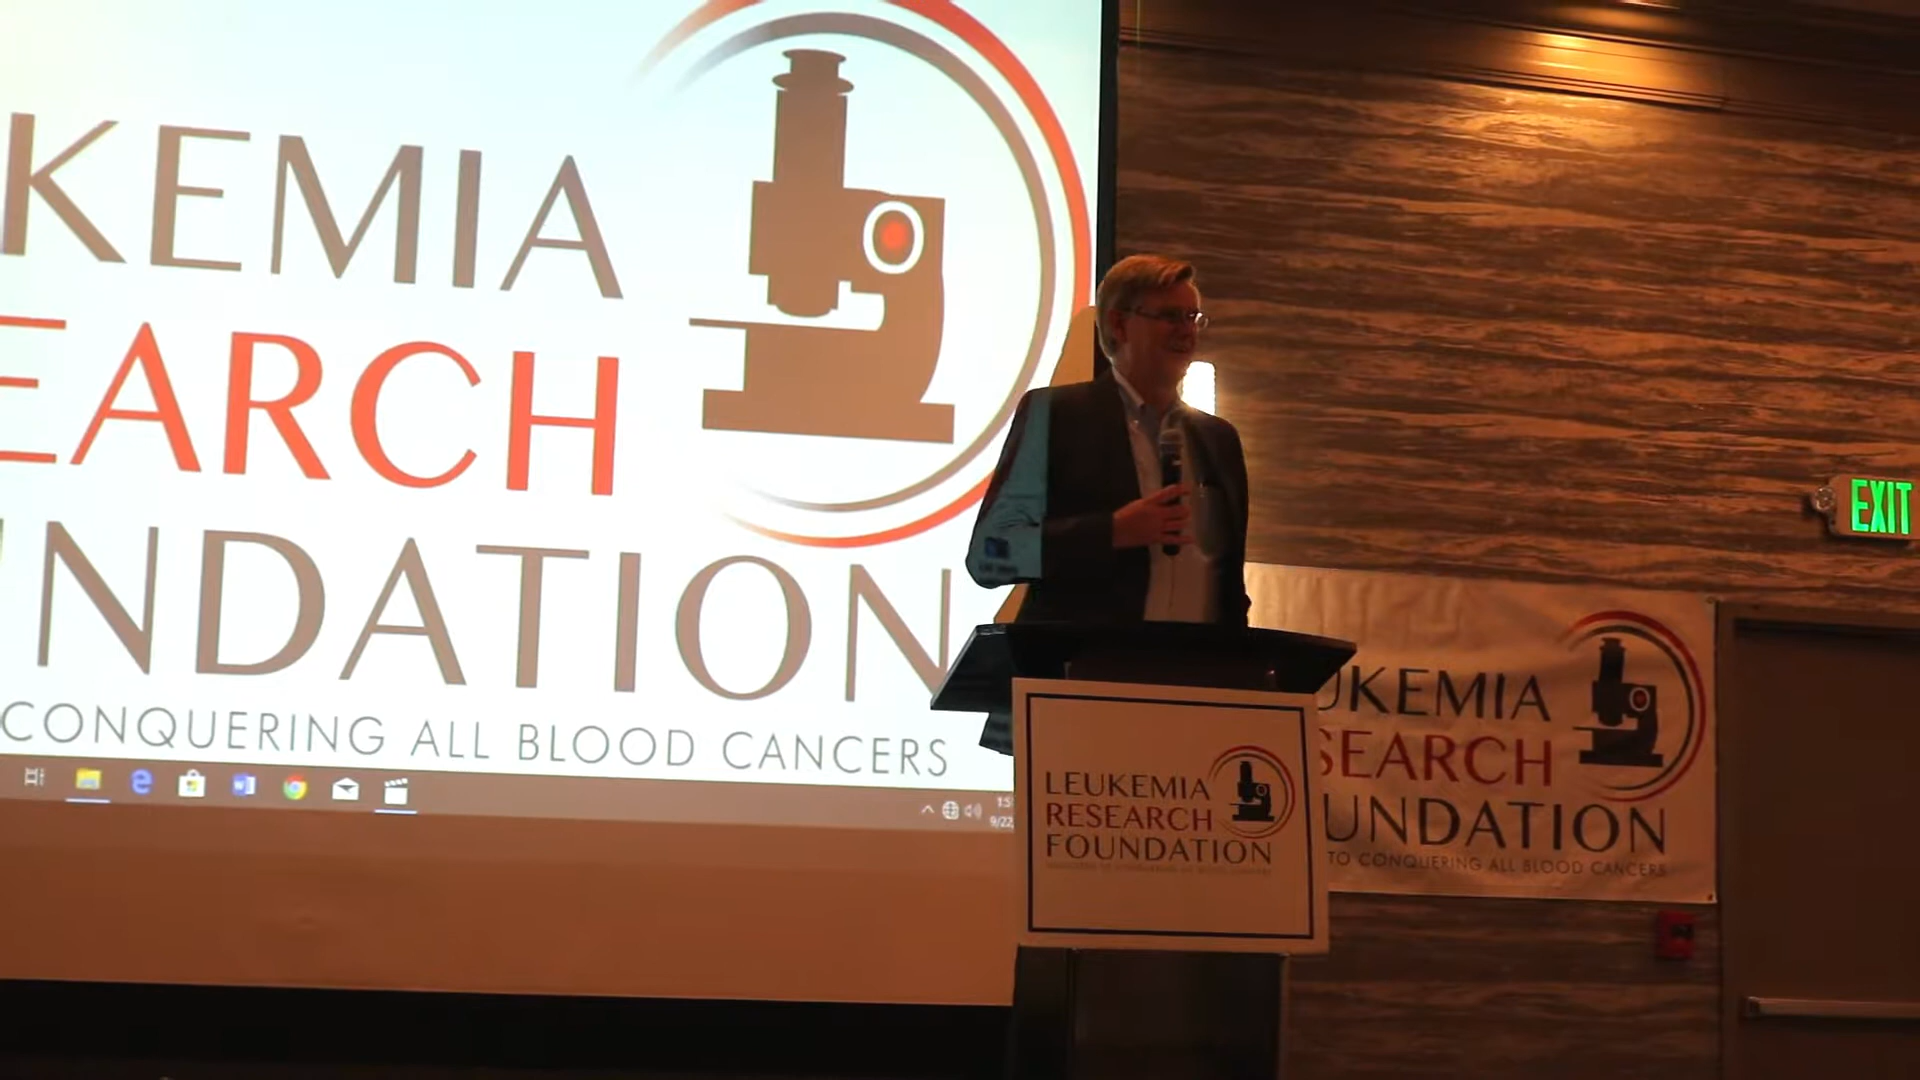 KEMIA
EARCH
NDATION
CONQUERING ALL BLOOD CANCERS
EXIT
UKEMIA
SEARCH
UNDATION
TO CONQUERING ALL BLOOD CANCERS
LEUKEMIA
RESEARCH
FOUNDATION